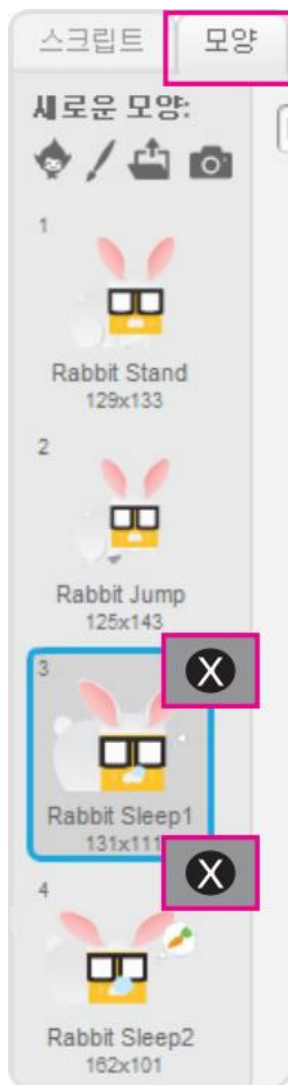 스크립트 모양
새로운 모양:
1
Rabbit Stand
129x133
2
Rabbit Jump
125x143
3
X
Rabbit Sleep1
131x111
X
4
Rabbit Sleep2
162x101